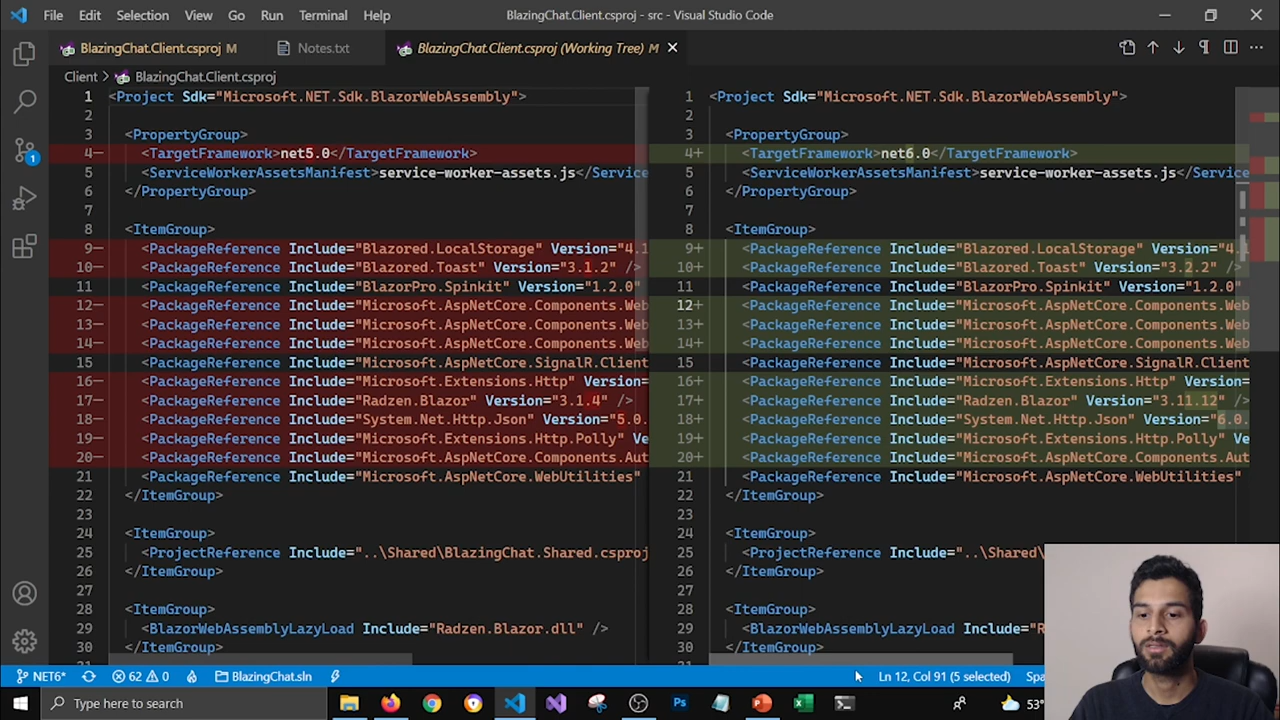 File Edit Selection View Go Run Terminal Help BlazingChat.Client.csproj - src - Visual Studio Code
BlazingChat.Client.csproj M Notes.txt BlazingChat.Client.csproj (Working Tree) M
Client > BlazingChat.Client.csproj
1 <Project Sdk="Microsoft.NET.Sdk.BlazorWebAssembly">
2
3 <PropertyGroup>
4− <TargetFramework>net5.0</TargetFramework>
5 <ServiceWorkerAssetsManifest>service-worker-assets.js</Service
6 </PropertyGroup>
7
8 <ItemGroup>
9− <PackageReference Include="Blazored.LocalStorage" Version="4.1
10− <PackageReference Include="Blazored.Toast" Version="3.1.2" />
11 <PackageReference Include="BlazorPro.Spinkit" Version="1.2.0"
12− <PackageReference Include="Microsoft.AspNetCore.Components.Web
13− <PackageReference Include="Microsoft.AspNetCore.Components.Web
14− <PackageReference Include="Microsoft.AspNetCore.Components.Web
15 <PackageReference Include="Microsoft.AspNetCore.SignalR.Client
16− <PackageReference Include="Microsoft.Extensions.Http" Version=
17− <PackageReference Include="Radzen.Blazor" Version="3.1.4" />
18− <PackageReference Include="System.Net.Http.Json" Version="5.0.
19− <PackageReference Include="Microsoft.Extensions.Http.Polly" Ve
20− <PackageReference Include="Microsoft.AspNetCore.Components.Aut
21 <PackageReference Include="Microsoft.AspNetCore.WebUtilities"
22 </ItemGroup>
23
24 <ItemGroup>
25 <ProjectReference Include="..\Shared\BlazingChat.Shared.csproj
26 </ItemGroup>
27
28 <ItemGroup>
29 <BlazorWebAssemblyLazyLoad Include="Radzen.Blazor.dll" />
30 </ItemGroup>
1 <Project Sdk="Microsoft.NET.Sdk.BlazorWebAssembly">
2
3 <PropertyGroup>
4+ <TargetFramework>net6.0</TargetFramework>
5 <ServiceWorkerAssetsManifest>service-worker-assets.js</Service
6 </PropertyGroup>
7
8 <ItemGroup>
9+ <PackageReference Include="Blazored.LocalStorage" Version="4.1
10+ <PackageReference Include="Blazored.Toast" Version="3.2.2" />
11 <PackageReference Include="BlazorPro.Spinkit" Version="1.2.0"
12+ <PackageReference Include="Microsoft.AspNetCore.Components.Web
13+ <PackageReference Include="Microsoft.AspNetCore.Components.Web
14+ <PackageReference Include="Microsoft.AspNetCore.Components.Web
15 <PackageReference Include="Microsoft.AspNetCore.SignalR.Client
16+ <PackageReference Include="Microsoft.Extensions.Http" Version=
17+ <PackageReference Include="Radzen.Blazor" Version="3.11.12" />
18+ <PackageReference Include="System.Net.Http.Json" Version="6.0.
19+ <PackageReference Include="Microsoft.Extensions.Http.Polly" Ve
20+ <PackageReference Include="Microsoft.AspNetCore.Components.Aut
21 <PackageReference Include="Microsoft.AspNetCore.WebUtilities"
22 </ItemGroup>
23
24 <ItemGroup>
25 <ProjectReference Include="..\Shared
26 </ItemGroup>
27
28 <ItemGroup>
29 <BlazorWebAssemblyLazyLoad Include="R
30 </ItemGroup>
1
NET6* 62 0 BlazingChat.sln Ln 12, Col 91 (5 selected) Spa
Type here to search 53°